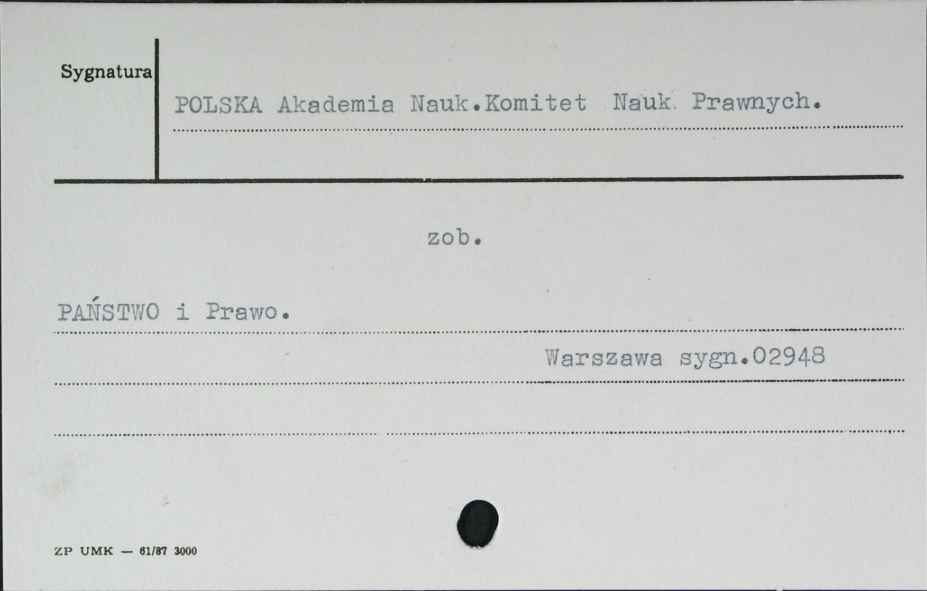 Sygnatura
POLSKA Akademia Nauk.Komitet Nauk Prawnych.
zob.
PAŃSTWO i Prawo.
Warszawa sygn.02948
ZP UMK — 61/87 3000